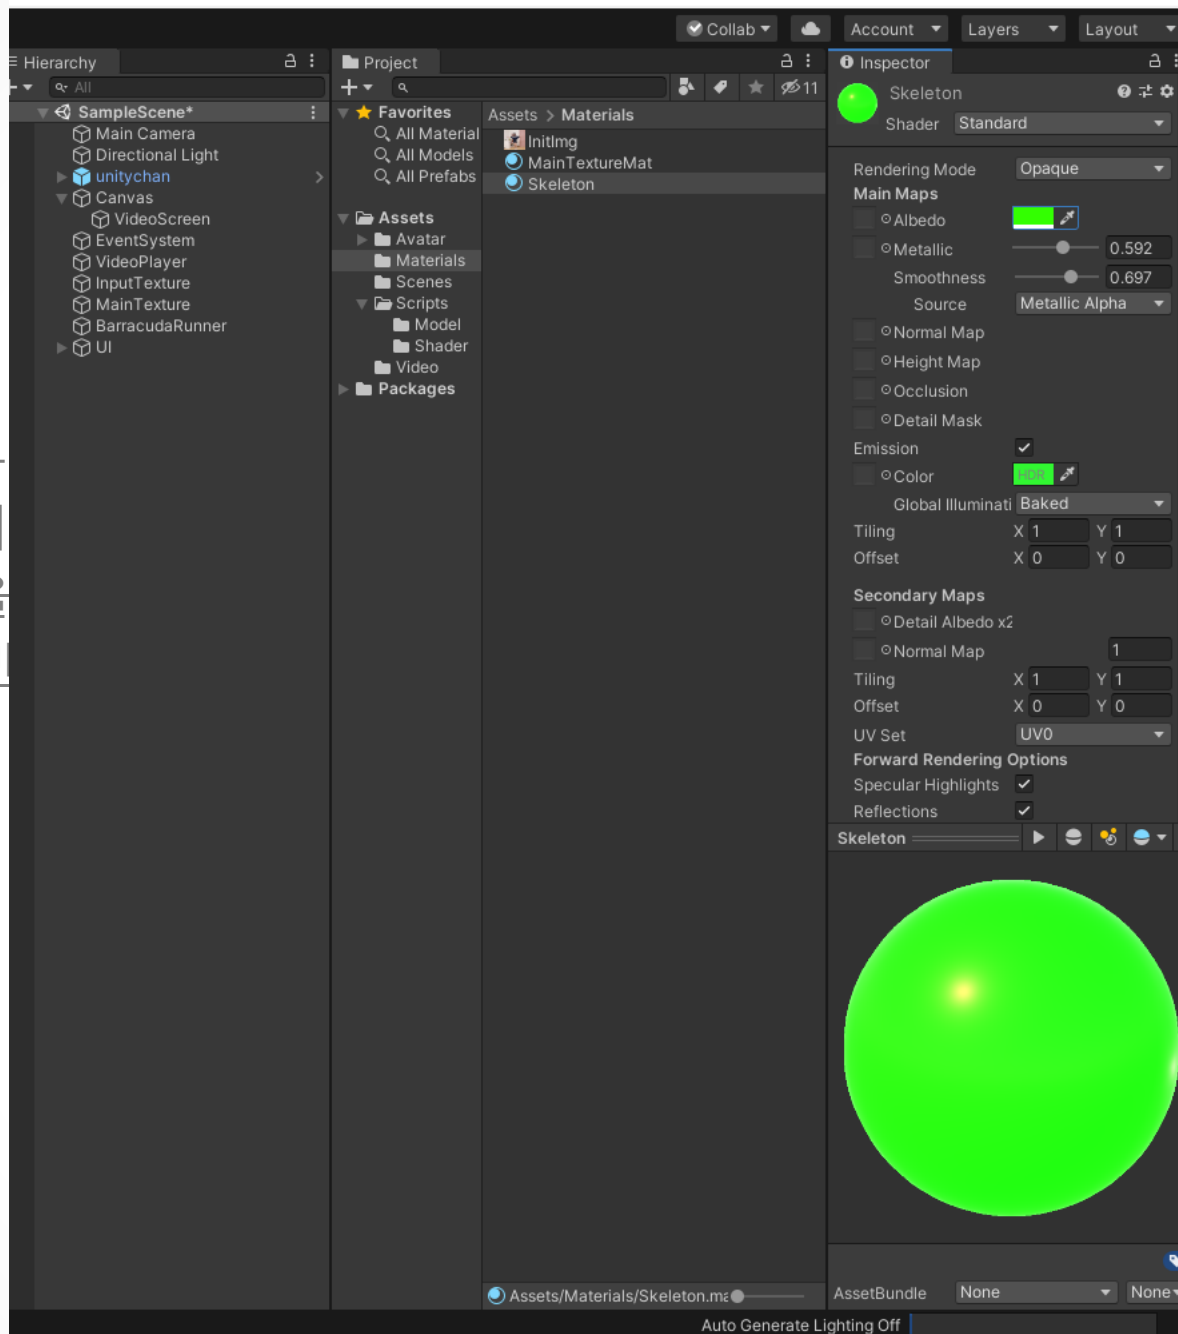 Collab
Account
Layers
Layout
Hierarchy
All
SampleScene*
Main Camera
Directional Light
unitychan
Canvas
VideoScreen
EventSystem
VideoPlayer
InputTexture
MainTexture
BarracudaRunner
UI
Project
11
Favorites
All Material
All Models
All Prefabs
Assets
Avatar
Materials
Scenes
Scripts
Model
Shader
Video
Packages
Assets > Materials
InitImg
MainTextureMat
Skeleton
Assets/Materials/Skeleton.ma
Inspector
Skeleton
Shader Standard
Rendering Mode Opaque
Main Maps
Albedo
Metallic 0.592
Smoothness 0.697
Source Metallic Alpha
Normal Map
Height Map
Occlusion
Detail Mask
Emission
Color HDR
Global Illuminati Baked
Tiling X 1 Y 1
Offset X 0 Y 0
Secondary Maps
Detail Albedo x2
Normal Map 1
Tiling X 1 Y 1
Offset X 0 Y 0
UV Set UV0
Forward Rendering Options
Specular Highlights
Reflections
Skeleton
AssetBundle None None
Auto Generate Lighting Off